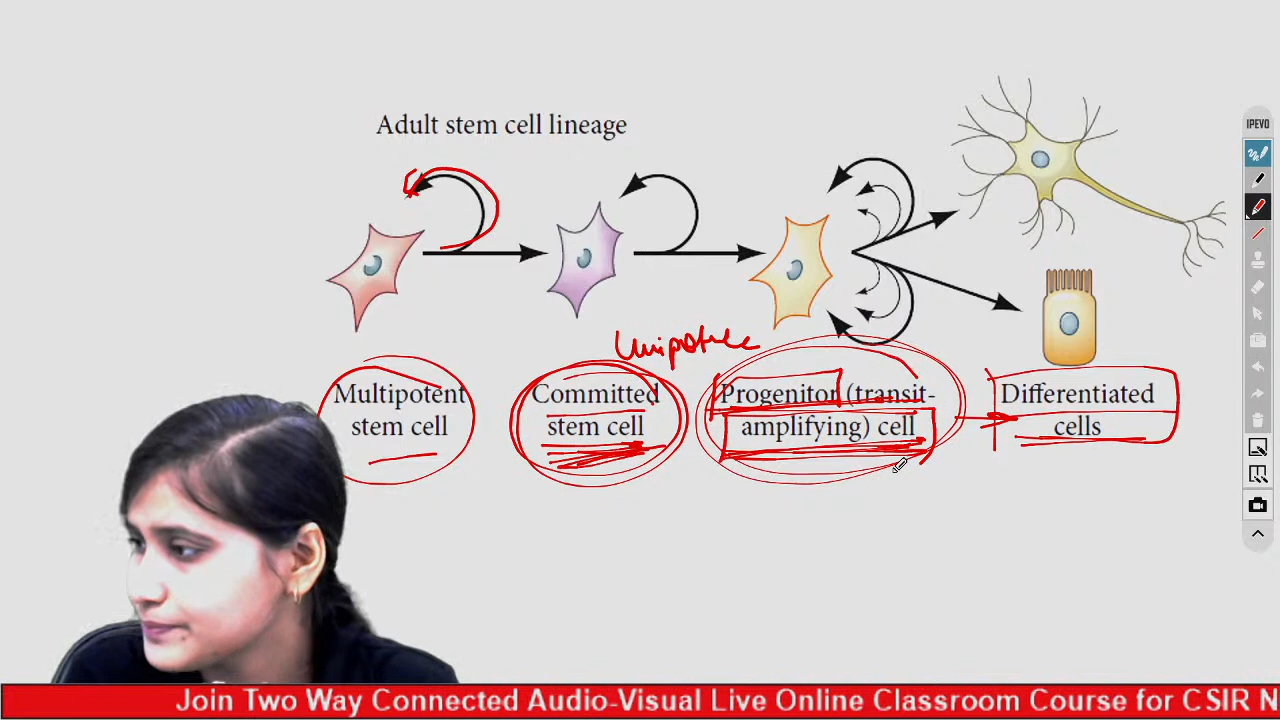 IPEVO
Adult stem cell lineage
Multipotent
stem cell
Committed
stem cell
Progenitor (transit-
amplifying) cell
Differentiated
cells
Join Two Way Connected Audio-Visual Live Online Classroom Course for CSIR N